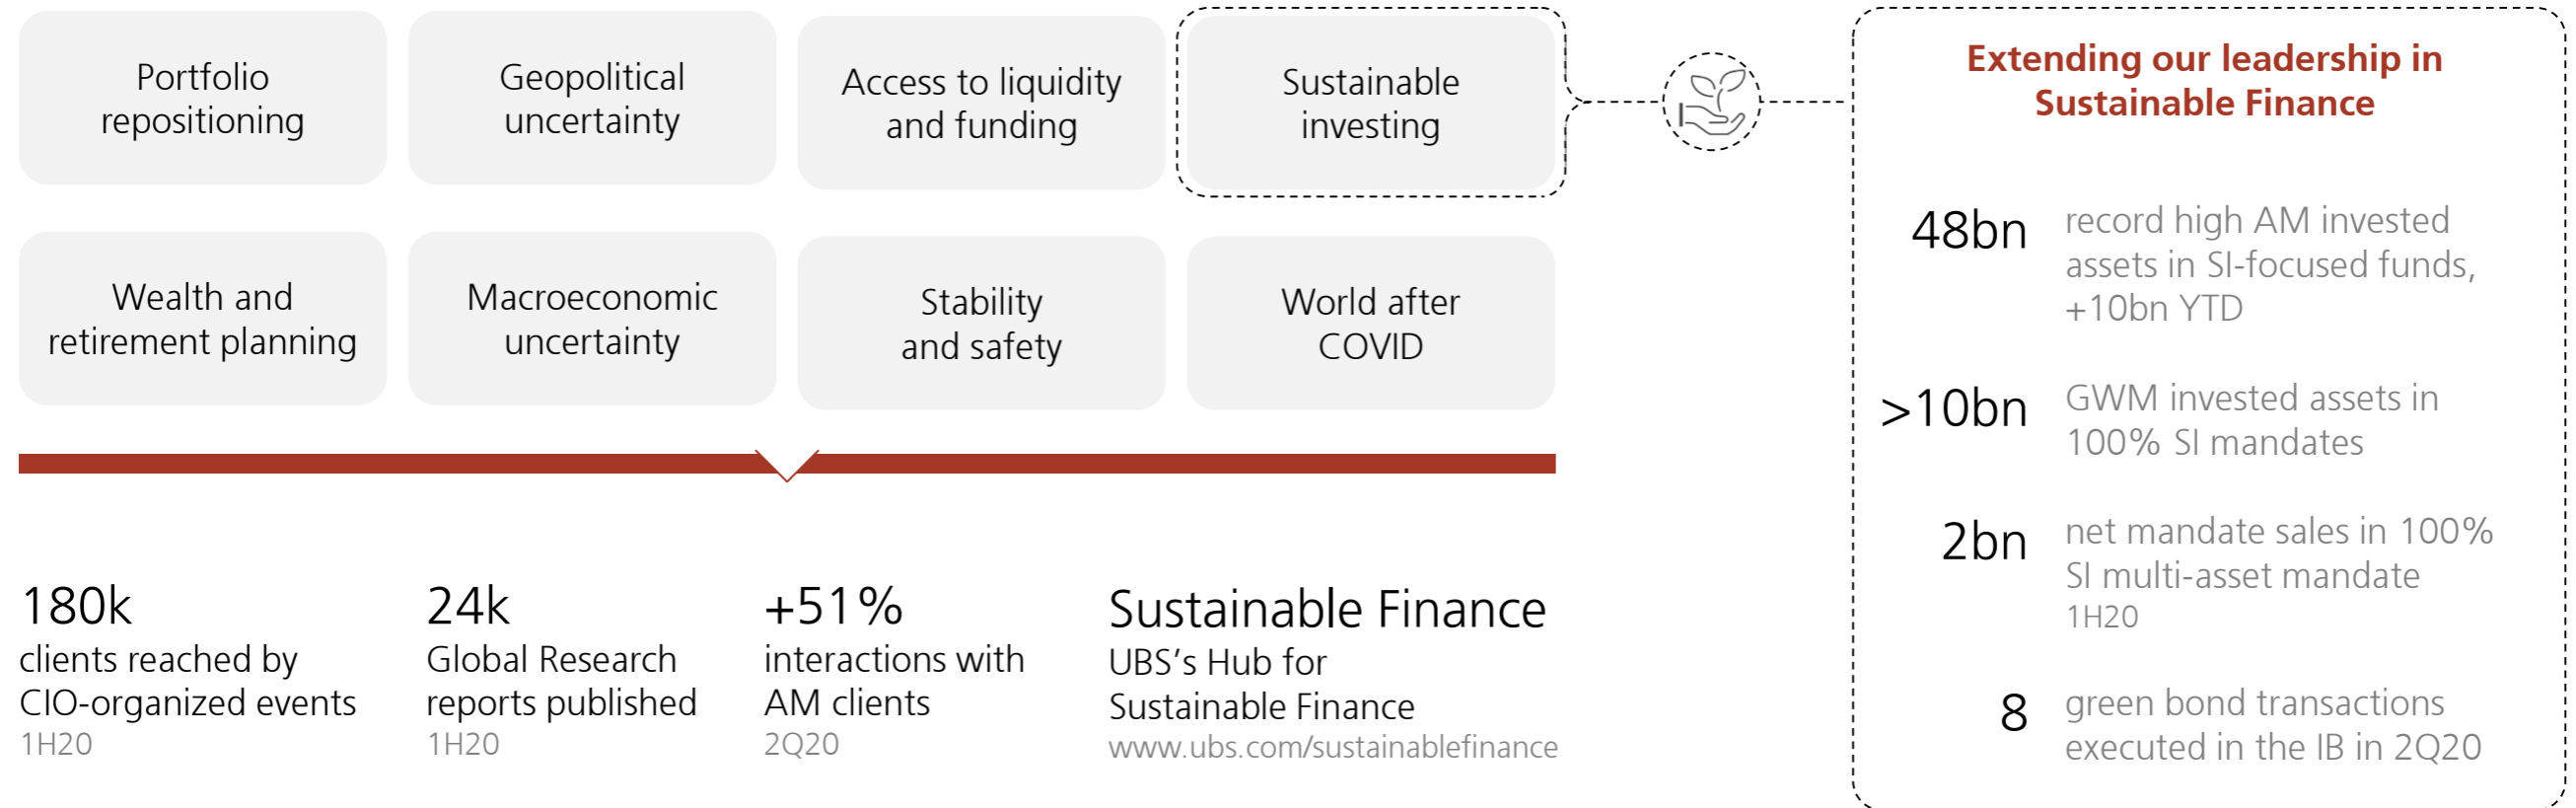 Portfolio
repositioning
Geopolitical
uncertainty
Access to liquidity
and funding
Sustainable
investing
Wealth and
retirement planning
Macroeconomic
uncertainty
Stability
and safety
World after
COVID
180k
clients reached by
CIO-organized events
1H20
24k
Global Research
reports published
1H20
+51%
interactions with
AM clients
2Q20
Sustainable Finance
UBS’s Hub for
Sustainable Finance
www.ubs.com/sustainablefinance
Extending our leadership in
Sustainable Finance
48bn
record high AM invested
assets in SI-focused funds,
+10bn YTD
>10bn
GWM invested assets in
100% SI mandates
2bn
net mandate sales in 100%
SI multi-asset mandate
1H20
8
green bond transactions
executed in the IB in 2Q20